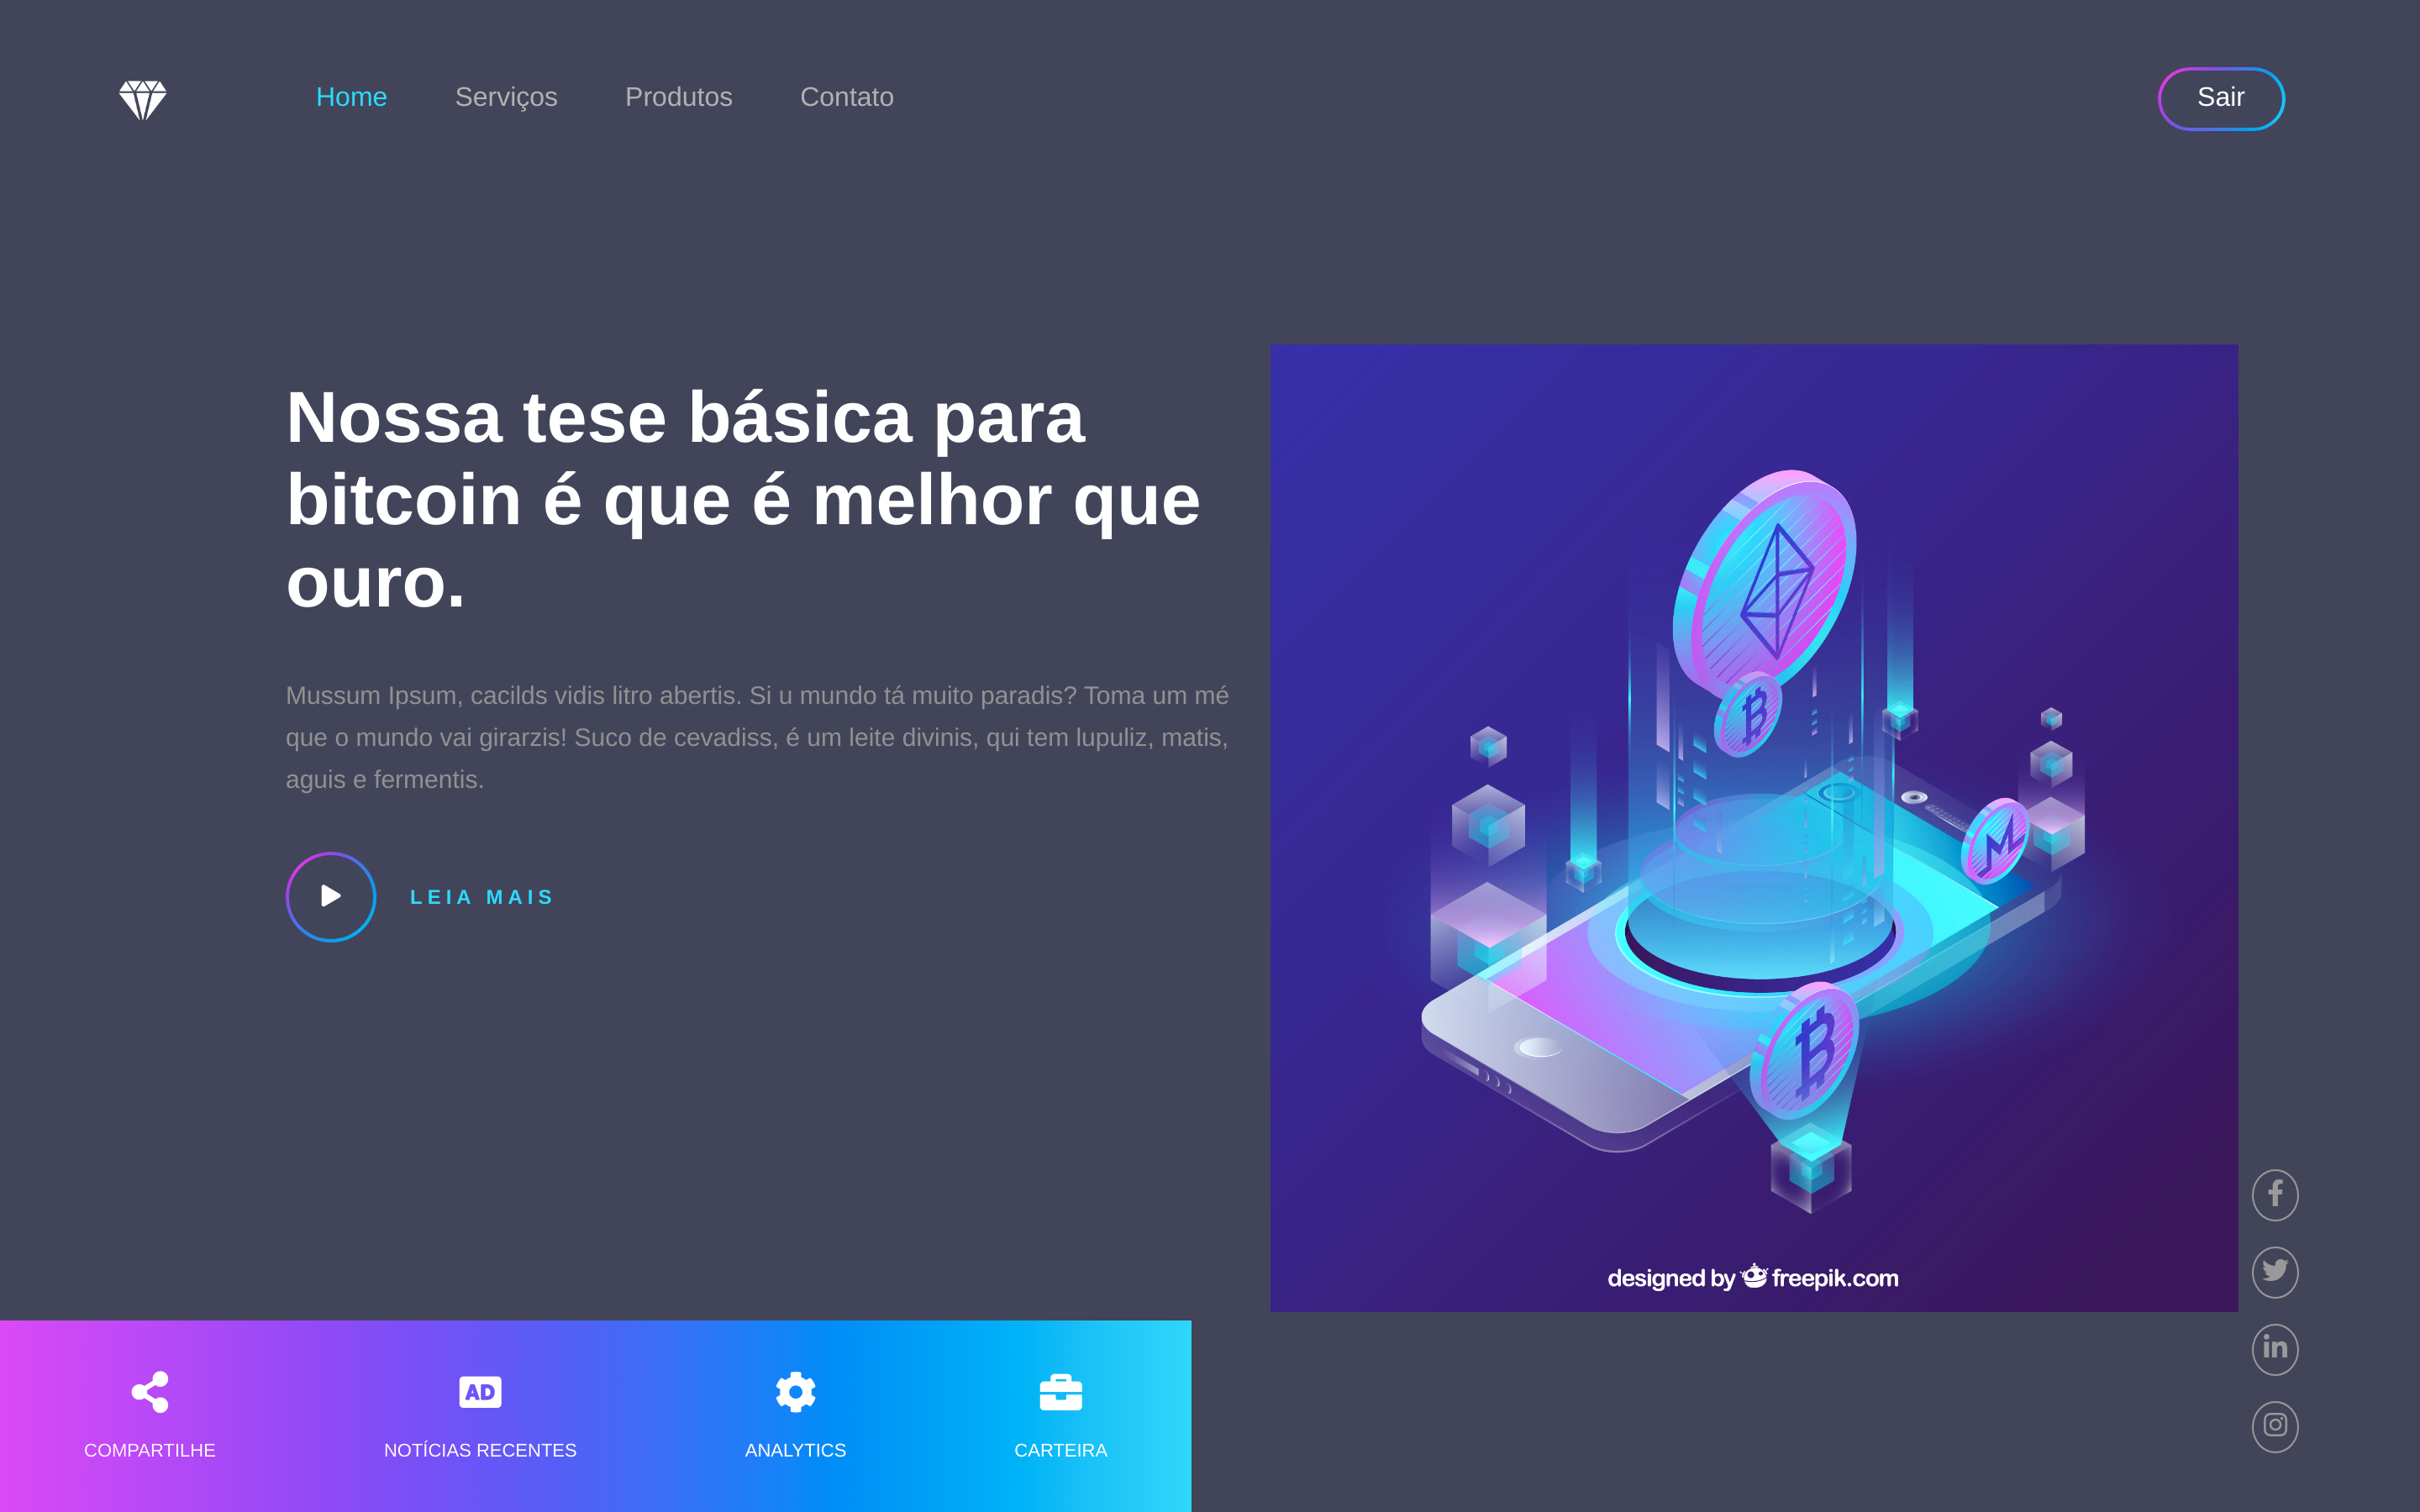 Home
Serviços
Produtos
Contato
Sair
Nossa tese básica para
bitcoin é que é melhor que
ouro.
Mussum Ipsum, cacilds vidis litro abertis. Si u mundo tá muito paradis? Toma um mé
que o mundo vai girarzis! Suco de cevadiss, é um leite divinis, qui tem lupuliz, matis,
aguis e fermentis.
LEIA MAIS
designed by freepik.com
AD
COMPARTILHE
NOTÍCIAS RECENTES
ANALYTICS
CARTEIRA